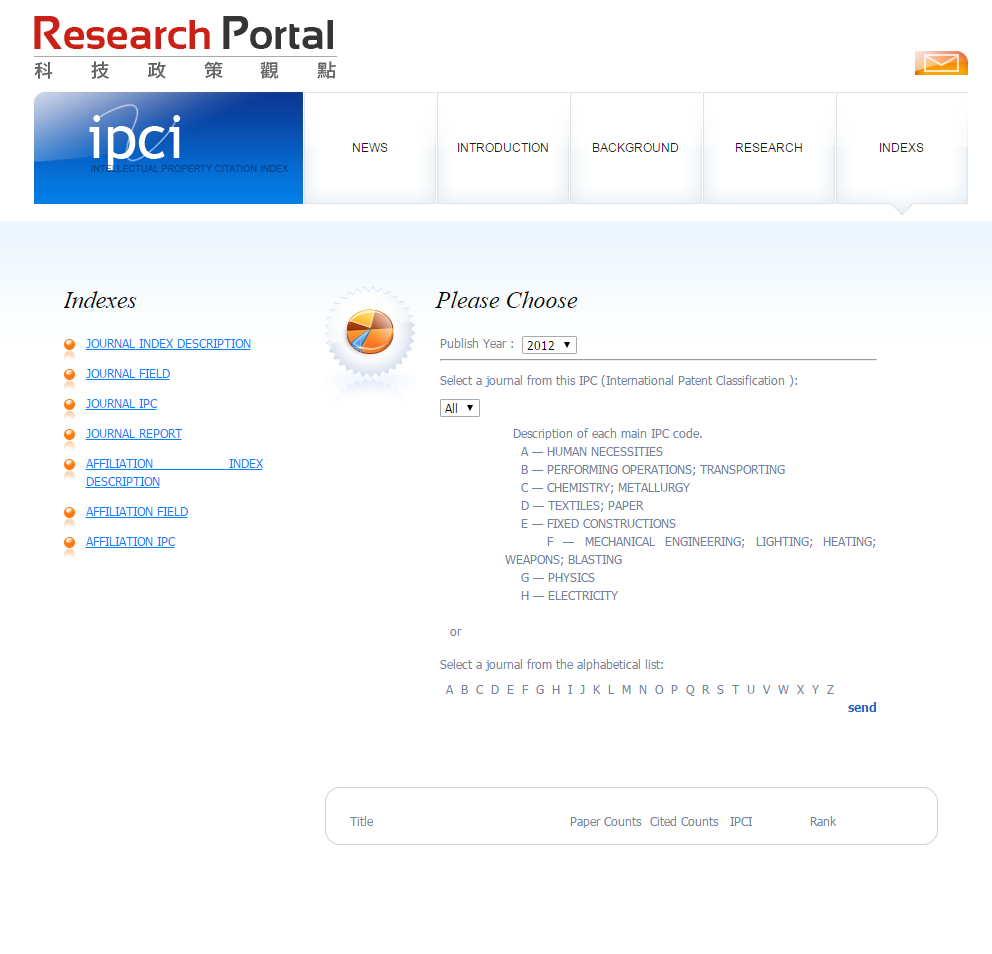 Research Portal
科技政策觀點
ipci
INTELLECTUAL PROPERTY CITATION INDEX
NEWS
INTRODUCTION
BACKGROUND
RESEARCH
INDEXS
Indexes
JOURNAL INDEX DESCRIPTION
JOURNAL FIELD
JOURNAL IPC
JOURNAL REPORT
AFFILIATION INDEX
DESCRIPTION
AFFILIATION FIELD
AFFILIATION IPC
Please Choose
Publish Year : 2012
Select a journal from this IPC (International Patent Classification ):
All
Description of each main IPC code.
A — HUMAN NECESSITIES
B — PERFORMING OPERATIONS; TRANSPORTING
C — CHEMISTRY; METALLURGY
D — TEXTILES; PAPER
E — FIXED CONSTRUCTIONS
F — MECHANICAL ENGINEERING; LIGHTING; HEATING;
WEAPONS; BLASTING
G — PHYSICS
H — ELECTRICITY
or
Select a journal from the alphabetical list:
A B C D E F G H I J K L M N O P Q R S T U V W X Y Z
send
Title Paper Counts Cited Counts IPCI Rank